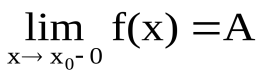 lim f(x) =A
x→ x₀- 0